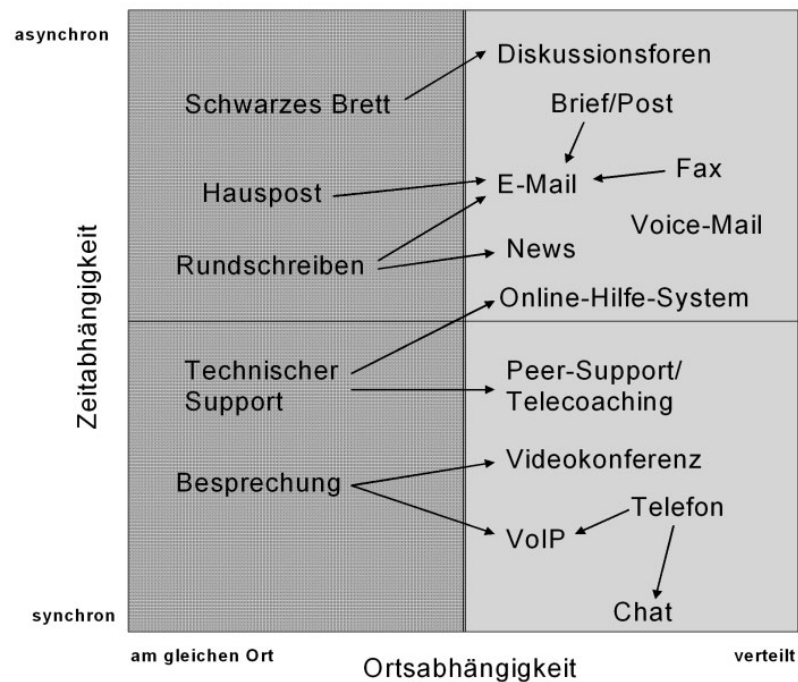 asynchron
Diskussionsforen
Schwarzes Brett
Brief/Post
Fax
Hauspost
E-Mail
Voice-Mail
Rundschreiben
News
Online-Hilfe-System
Zeitabhängigkeit
Technischer
Support
Peer-Support/
Telecoaching
Besprechung
Videokonferenz
Telefon
VoIP
Chat
synchron
am gleichen Ort
Ortsabhängigkeit
verteilt